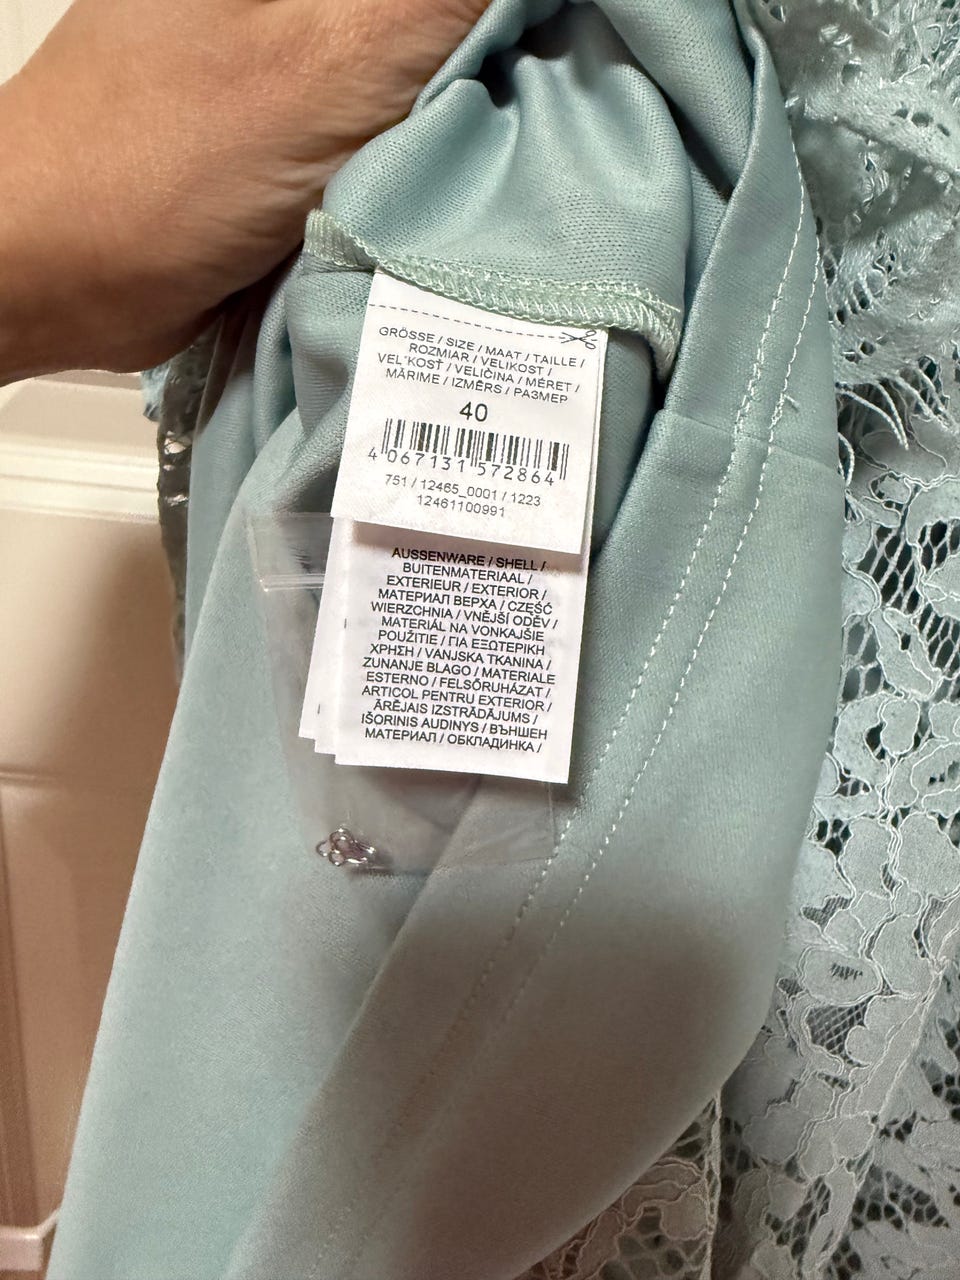 GRÖSSE / SIZE / MAAT / TAILLE /
ROZMIAR / VELIKOST /
VEL'KOSŤ / VELIČINA / MÉRET /
MĂRIME / IZMĒRS / РАЗМЕР
40
4 067131 572864
751 / 12465_0001 / 1223
12461100991
AUSSENWARE / SHELL /
BUITENMATERIAAL /
EXTERIEUR / EXTERIOR /
МАТЕРИАЛ ВЕРХА / CZĘŚĆ
WIERZCHNIA / VNĚJŠÍ ODĚV /
MATERIÁL NA VONKAJŠIE
POUŽITIE / ΓΙΑ ΕΞΩΤΕΡΙΚΗ
ΧΡΗΣΗ / VANJSKA TKANINA /
ZUNANJE BLAGO / MATERIALE
ESTERNO / FELSŐRUHÁZAT /
ARTICOL PENTRU EXTERIOR /
ĀRĒJAIS IZSTRĀDĀJUMS /
IŠORINIS AUDINYS / ВЪНШЕН
МАТЕРИАЛ / ОБКЛАДИНКА /